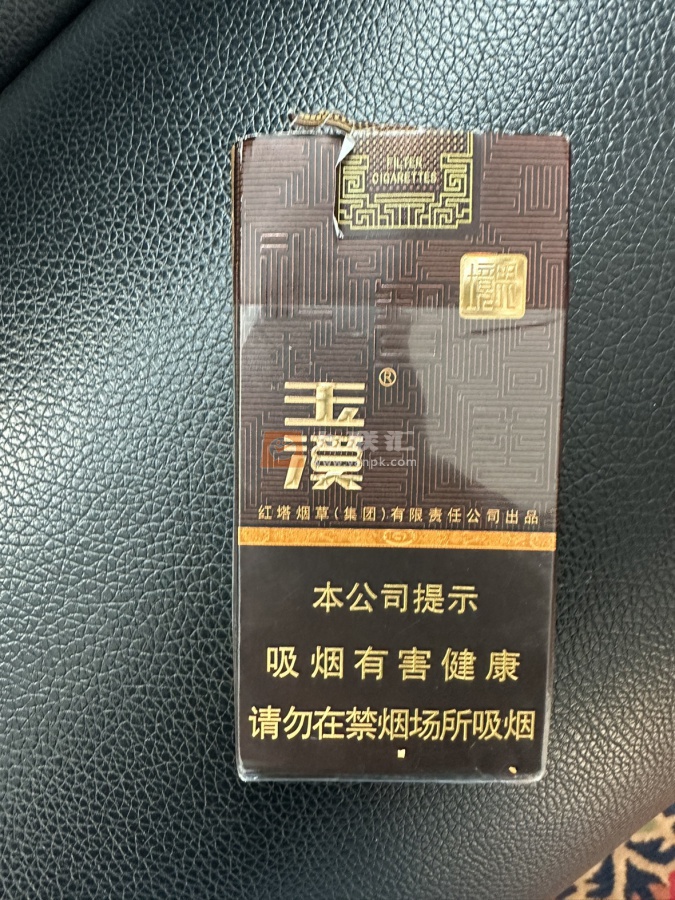 FILTER
CIGARETTES
玉溪
®
红塔烟草(集团)有限责任公司出品
本公司提示
吸烟有害健康
请勿在禁烟场所吸烟